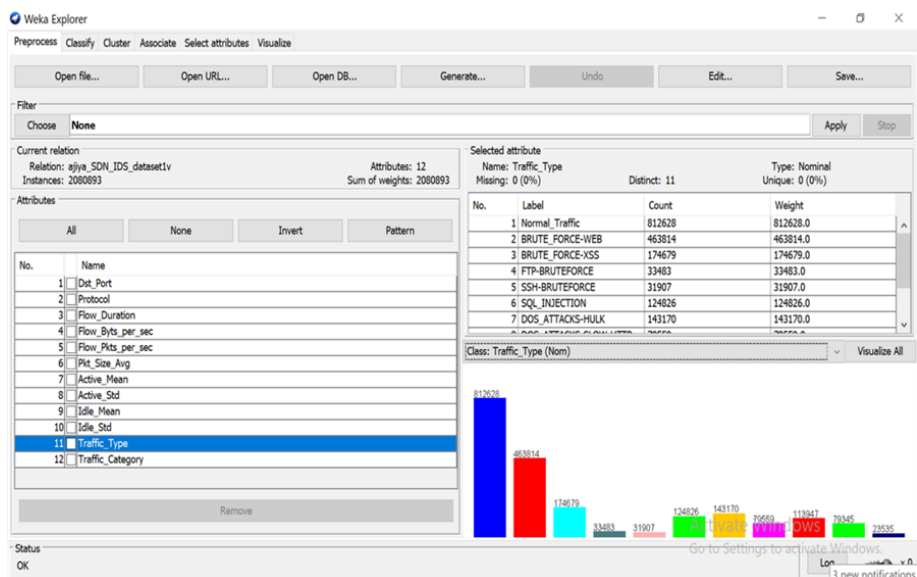 Weka Explorer
Preprocess Classify Cluster Associate Select attributes Visualize
Open file... Open URL... Open DB... Generate... Undo Edit... Save...
Filter
Choose None Apply Stop
Current relation
Relation: ajiya_SDN_IDS_dataset1v Attributes: 12
Instances: 2080893 Sum of weights: 2080893
Attributes
All None Invert Pattern
No. Name
1 Dst_Port
2 Protocol
3 Flow_Duration
4 Flow_Byts_per_sec
5 Flow_Pkts_per_sec
6 Pkt_Size_Avg
7 Active_Mean
8 Active_Std
9 Idle_Mean
10 Idle_Std
11 Traffic_Type
12 Traffic_Category
Remove
Selected attribute
Name: Traffic_Type Type: Nominal
Missing: 0 (0%) Distinct: 11 Unique: 0 (0%)
No. Label Count Weight
1 Normal_Traffic 812628 812628.0
2 BRUTE_FORCE-WEB 463814 463814.0
3 BRUTE_FORCE-XSS 174679 174679.0
4 FTP-BRUTEFORCE 33483 33483.0
5 SSH-BRUTEFORCE 31907 31907.0
6 SQL_INJECTION 124826 124826.0
7 DOS_ATTACKS-HULK 143170 143170.0
Class: Traffic_Type (Nom) Visualize All
812628
463814
174679
33483
31907
124826
143170
79559
113947
79345
23535
Activate Windows
Go to Settings to activate Windows.
Status
OK
Log x 0
3 new notifications